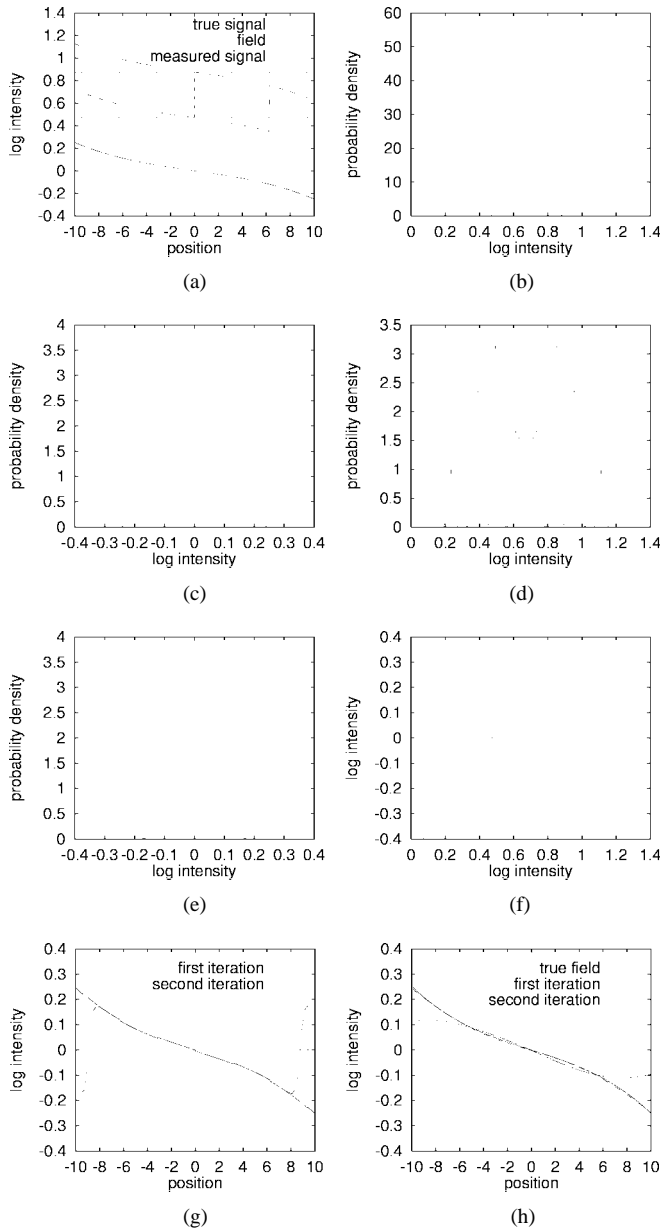 true signal
field
measured signal
log intensity
1.4
1.2
1
0.8
0.6
0.4
0.2
0
-0.2
-0.4
-10 -8 -6 -4 -2 0 2 4 6 8 10
position
(a)
probability density
60
50
40
30
20
10
0
0 0.2 0.4 0.6 0.8 1 1.2 1.4
log intensity
(b)
probability density
4
3.5
3
2.5
2
1.5
1
0.5
0
-0.4 -0.3 -0.2 -0.1 0 0.1 0.2 0.3 0.4
log intensity
(c)
probability density
3.5
3
2.5
2
1.5
1
0.5
0
0 0.2 0.4 0.6 0.8 1 1.2 1.4
log intensity
(d)
probability density
4
3.5
3
2.5
2
1.5
1
0.5
0
-0.4 -0.3 -0.2 -0.1 0 0.1 0.2 0.3 0.4
log intensity
(e)
log intensity
0.4
0.3
0.2
0.1
0
-0.1
-0.2
-0.3
-0.4
0 0.2 0.4 0.6 0.8 1 1.2 1.4
log intensity
(f)
first iteration
second iteration
log intensity
0.4
0.3
0.2
0.1
0
-0.1
-0.2
-0.3
-0.4
-10 -8 -6 -4 -2 0 2 4 6 8 10
position
(g)
true field
first iteration
second iteration
log intensity
0.4
0.3
0.2
0.1
0
-0.1
-0.2
-0.3
-0.4
-10 -8 -6 -4 -2 0 2 4 6 8 10
position
(h)